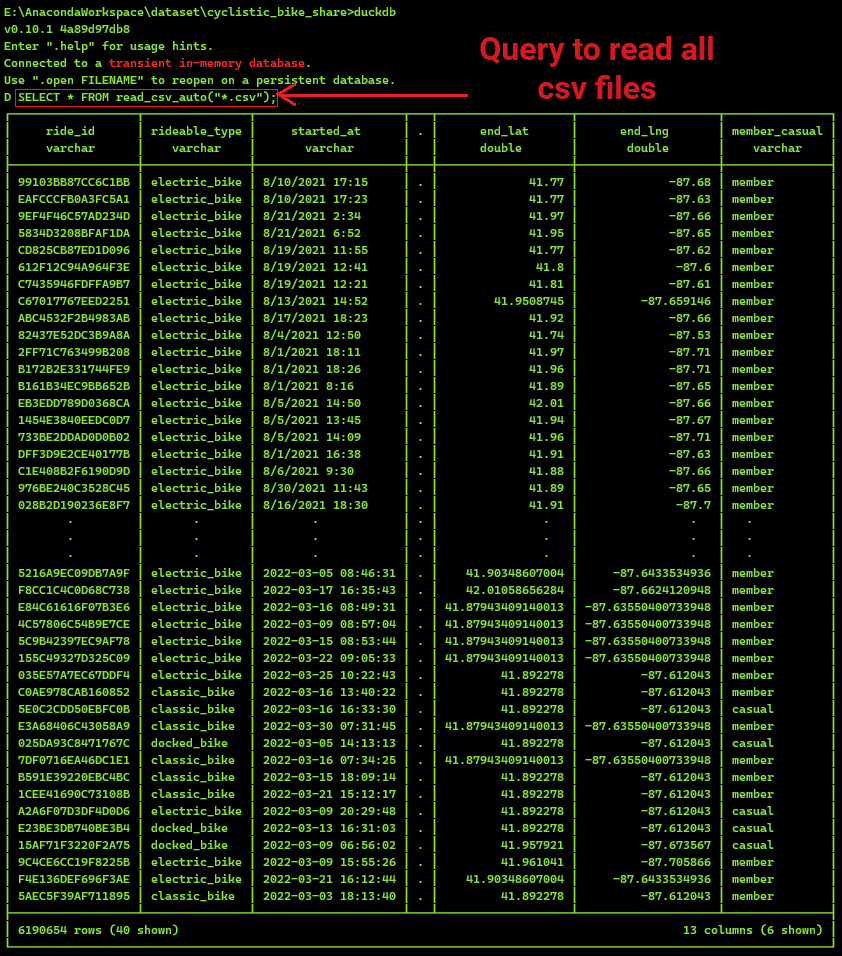 E:\AnacondaWorkspace\dataset\cyclistic_bike_share>duckdb
v0.10.1 4a89d97db8
Enter ".help" for usage hints.
Connected to a transient in-memory database.
Use ".open FILENAME" to reopen on a persistent database.
D SELECT * FROM read_csv_auto("*.csv");
Query to read all
csv files
ride_id rideable_type started_at . end_lat end_lng member_casual
varchar varchar varchar double double varchar
99103BB87CC6C1BB electric_bike 8/10/2021 17:15 . 41.77 -87.68 member
EAFCCCFB0A3FC5A1 electric_bike 8/10/2021 17:23 . 41.77 -87.63 member
9EF4F46C57AD234D electric_bike 8/21/2021 2:34 . 41.97 -87.66 member
5834D3208BFAF1DA electric_bike 8/21/2021 6:52 . 41.95 -87.65 member
CD825CB87ED1D096 electric_bike 8/19/2021 11:55 . 41.77 -87.62 member
612F12C94A964F3E electric_bike 8/19/2021 12:41 . 41.8 -87.6 member
C7435946FDFFA9B7 electric_bike 8/19/2021 12:21 . 41.81 -87.61 member
C67017767EED2251 electric_bike 8/13/2021 14:52 . 41.9508745 -87.659146 member
ABC4532F2B4983AB electric_bike 8/17/2021 18:23 . 41.92 -87.66 member
82437E52DC3B9A8A electric_bike 8/4/2021 12:50 . 41.74 -87.53 member
2FF71C763499B208 electric_bike 8/1/2021 18:11 . 41.97 -87.71 member
B172B2E331744FE9 electric_bike 8/1/2021 18:26 . 41.96 -87.71 member
B161B34EC9BB652B electric_bike 8/1/2021 8:16 . 41.89 -87.65 member
EB3EDD789D0368CA electric_bike 8/5/2021 14:50 . 42.01 -87.66 member
1454E3840EEDC0D7 electric_bike 8/5/2021 13:45 . 41.94 -87.67 member
733BE2DDAD0D0B02 electric_bike 8/5/2021 14:09 . 41.96 -87.71 member
DFF3D9E2CE40177B electric_bike 8/1/2021 16:38 . 41.91 -87.63 member
C1E408B2F6190D9D electric_bike 8/6/2021 9:30 . 41.88 -87.66 member
976BE240C3528C45 electric_bike 8/30/2021 11:43 . 41.89 -87.65 member
028B2D190236E8F7 electric_bike 8/16/2021 18:30 . 41.91 -87.7 member
. . . . . . .
. . . . . . .
. . . . . . .
5216A9EC09DB7A9F electric_bike 2022-03-05 08:46:31 . 41.90348607004 -87.6433534936 member
F8CC1C4C0D68C738 electric_bike 2022-03-17 16:35:43 . 42.01058656284 -87.6624120948 member
E84C61616F07B3E6 electric_bike 2022-03-16 08:49:31 . 41.87943409140013 -87.63550400733948 member
4C57806C54B9E7CE electric_bike 2022-03-09 08:57:04 . 41.87943409140013 -87.63550400733948 member
5C9B42397EC9AF78 electric_bike 2022-03-15 08:53:44 . 41.87943409140013 -87.63550400733948 member
155C49327D325C09 electric_bike 2022-03-22 09:05:33 . 41.87943409140013 -87.63550400733948 member
035E57A7EC67DDF4 electric_bike 2022-03-25 10:22:43 . 41.892278 -87.612043 member
C0AE978CAB160852 classic_bike 2022-03-16 13:40:22 . 41.892278 -87.612043 member
5E0C2CDD50EBFC0B classic_bike 2022-03-16 16:33:30 . 41.892278 -87.612043 casual
E3A68406C43058A9 classic_bike 2022-03-30 07:31:45 . 41.87943409140013 -87.63550400733948 member
025DA93C8471767C docked_bike 2022-03-05 14:13:13 . 41.892278 -87.612043 casual
7DF0716EA46DC1E1 classic_bike 2022-03-16 07:34:25 . 41.87943409140013 -87.63550400733948 member
B591E39220EBC4BC classic_bike 2022-03-15 18:09:14 . 41.892278 -87.612043 member
1CEE41690C73108B classic_bike 2022-03-21 15:12:17 . 41.892278 -87.612043 member
A2A6F07D3DF4D0D6 electric_bike 2022-03-09 20:29:48 . 41.892278 -87.612043 casual
E23BE3DB740BE3B4 docked_bike 2022-03-13 16:31:03 . 41.892278 -87.612043 casual
15AF71F3220F2A75 docked_bike 2022-03-09 06:56:02 . 41.957921 -87.673567 casual
9C4CE6CC19F8225B electric_bike 2022-03-09 15:55:26 . 41.961041 -87.705866 member
F4E136DEF696F3AE electric_bike 2022-03-21 16:12:44 . 41.90348607004 -87.6433534936 member
5AEC5F39AF711895 classic_bike 2022-03-03 18:13:40 . 41.892278 -87.612043 member
6190654 rows (40 shown) 13 columns (6 shown)